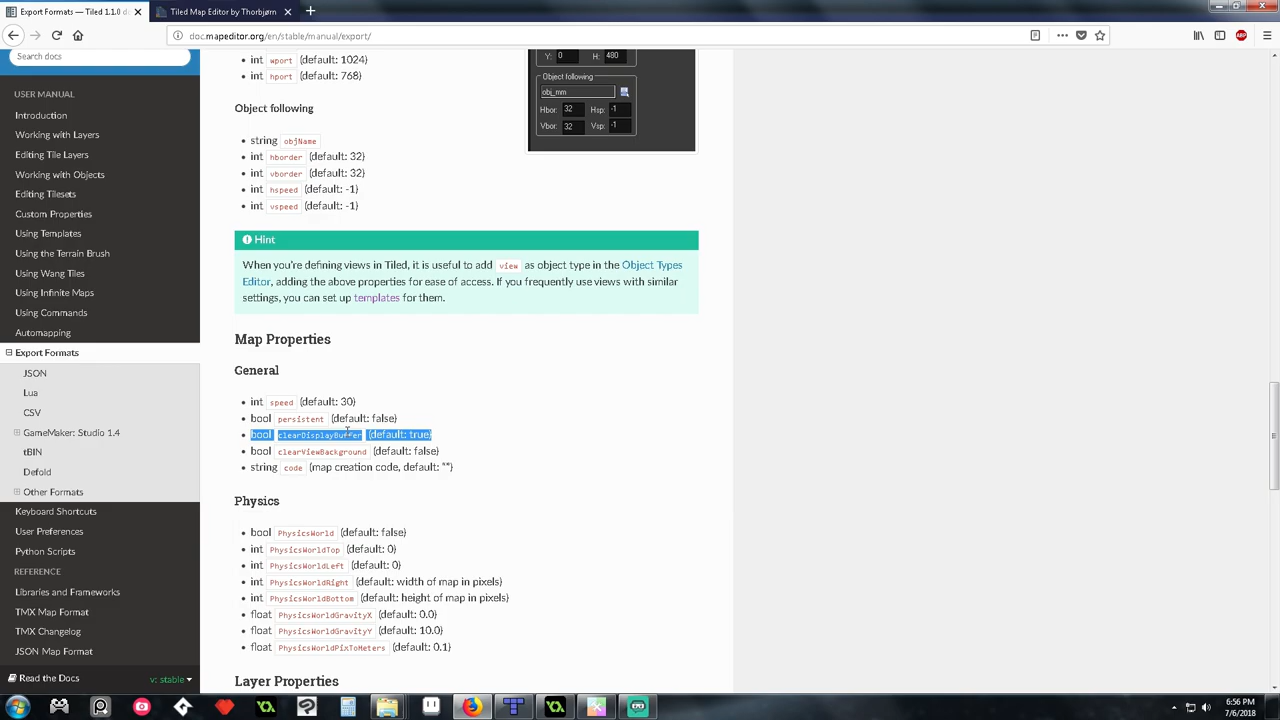 Export Formats — Tiled 1.1.0 do
Tiled Map Editor by Thorbjørn
doc.mapeditor.org/en/stable/manual/export/
Search docs
USER MANUAL
Introduction
Working with Layers
Editing Tile Layers
Working with Objects
Editing Tilesets
Custom Properties
Using Templates
Using the Terrain Brush
Using Wang Tiles
Using Infinite Maps
Using Commands
Automapping
Export Formats
JSON
Lua
CSV
GameMaker: Studio 1.4
tBIN
Defold
Other Formats
Keyboard Shortcuts
User Preferences
Python Scripts
REFERENCE
Libraries and Frameworks
TMX Map Format
TMX Changelog
JSON Map Format
Read the Docs
v: stable
int wport (default: 1024)
int hport (default: 768)
Object following
string objName
int hborder (default: 32)
int vborder (default: 32)
int hspeed (default: -1)
int vspeed (default: -1)
Y: 0 H: 480
Object following
obj_mm
Hbor: 32 Hsp: -1
Vbor: 32 Vsp: -1
Hint
When you're defining views in Tiled, it is useful to add view as object type in the Object Types
Editor, adding the above properties for ease of access. If you frequently use views with similar
settings, you can set up templates for them.
Map Properties
General
int speed (default: 30)
bool persistent (default: false)
bool clearDisplayBuffer (default: true)
bool clearViewBackground (default: false)
string code (map creation code, default: "")
Physics
bool PhysicsWorld (default: false)
int PhysicsWorldTop (default: 0)
int PhysicsWorldLeft (default: 0)
int PhysicsWorldRight (default: width of map in pixels)
int PhysicsWorldBottom (default: height of map in pixels)
float PhysicsWorldGravityX (default: 0.0)
float PhysicsWorldGravityY (default: 10.0)
float PhysicsWorldPixToMeters (default: 0.1)
Layer Properties
6:56 PM
7/6/2018